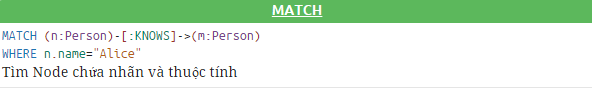 MATCH
MATCH (n:Person)-[:KNOWS]->(m:Person)
WHERE n.name="Alice"
Tìm Node chứa nhãn và thuộc tính